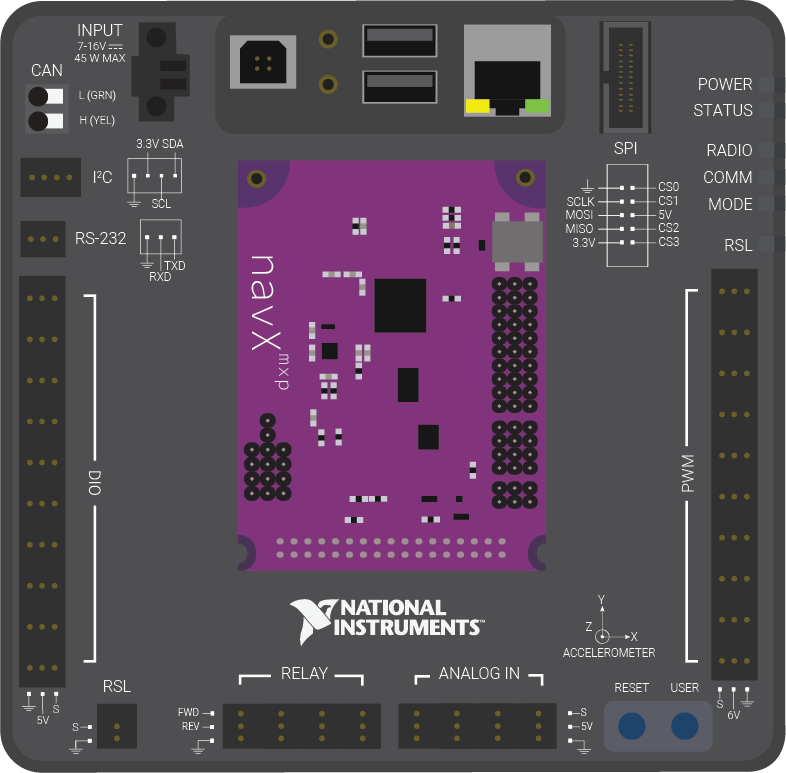 INPUT
7-16V
45 W MAX
CAN
L (GRN)
H (YEL)
3.3V SDA
I²C
SCL
RS-232
TXD
RXD
SPI
CS0
SCLK
CS1
MOSI
5V
MISO
CS2
3.3V
CS3
POWER
STATUS
RADIO
COMM
MODE
RSL
navX
mxp
DIO
PWM
NATIONAL
INSTRUMENTS™
Y
Z
X
ACCELEROMETER
S
5V
S
6V
RSL
S
RELAY
FWD
REV
ANALOG IN
S
5V
RESET
USER